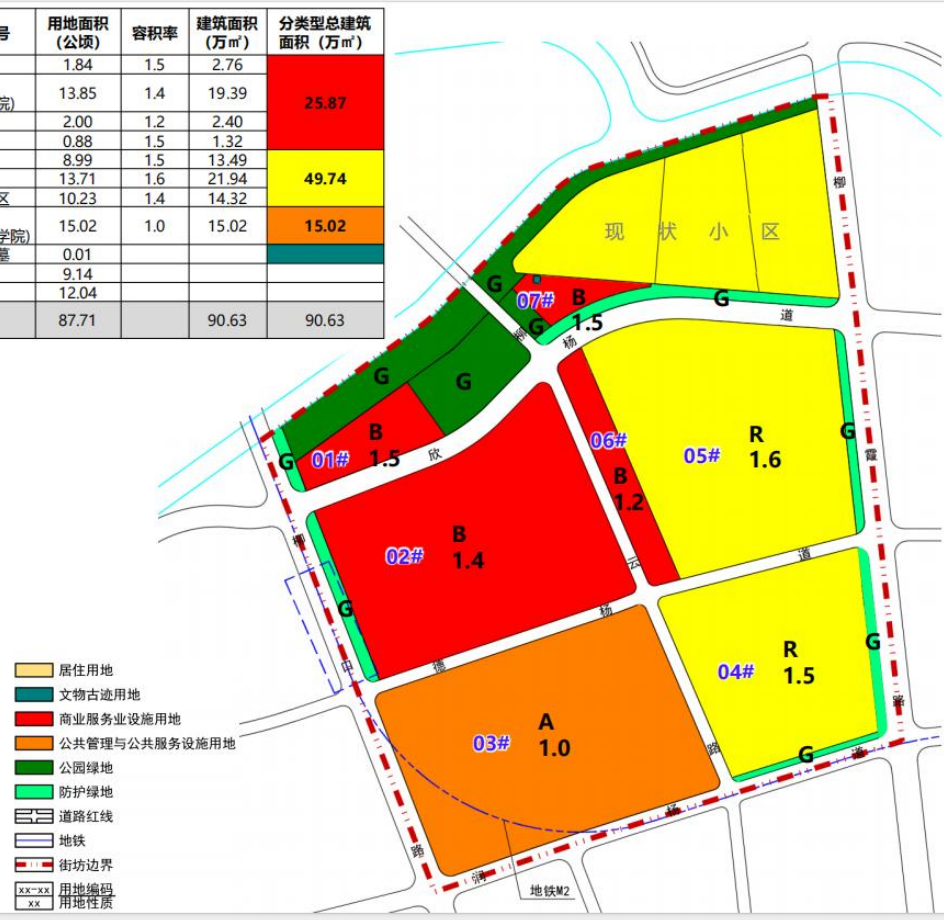 号 用地面积(公顷) 容积率 建筑面积(万㎡) 分类型总建筑面积(万㎡)
1.84 1.5 2.76
院) 13.85 1.4 19.39 25.87
2.00 1.2 2.40
0.88 1.5 1.32
8.99 1.5 13.49
13.71 1.6 21.94 49.74
区 10.23 1.4 14.32
学院) 15.02 1.0 15.02 15.02
墓 0.01
9.14
12.04
87.71 90.63 90.63
柳
现状小区
G
07# B
1.5
G
G
道
柳
杨
G
G
01# B
1.5
G
欣
06#
B
1.2
05# R
1.6
G
霞
柳
02# B
1.4
G
云
道
杨
德
口
04# R
1.5
G
路
03# A
1.0
路
G
道
杨
路
润
地铁M2
居住用地
文物古迹用地
商业服务业设施用地
公共管理与公共服务设施用地
公园绿地
防护绿地
道路红线
地铁
街坊边界
xx-xx 用地编码
xx 用地性质